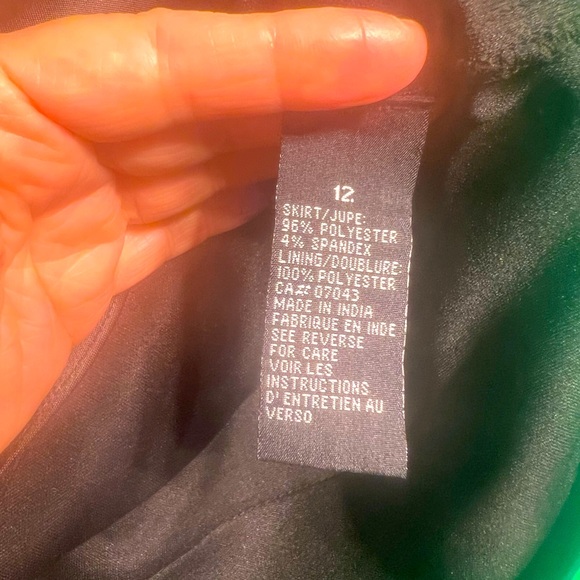 12
SKIRT/JUPE:
96% POLYESTER
4% SPANDEX
LINING/DOUBLURE:
100% POLYESTER
CA# 07043
MADE IN INDIA
FABRIQUE EN INDE
SEE REVERSE
FOR CARE
VOIR LES
INSTRUCTIONS
D'ENTRETIEN AU
VERSO